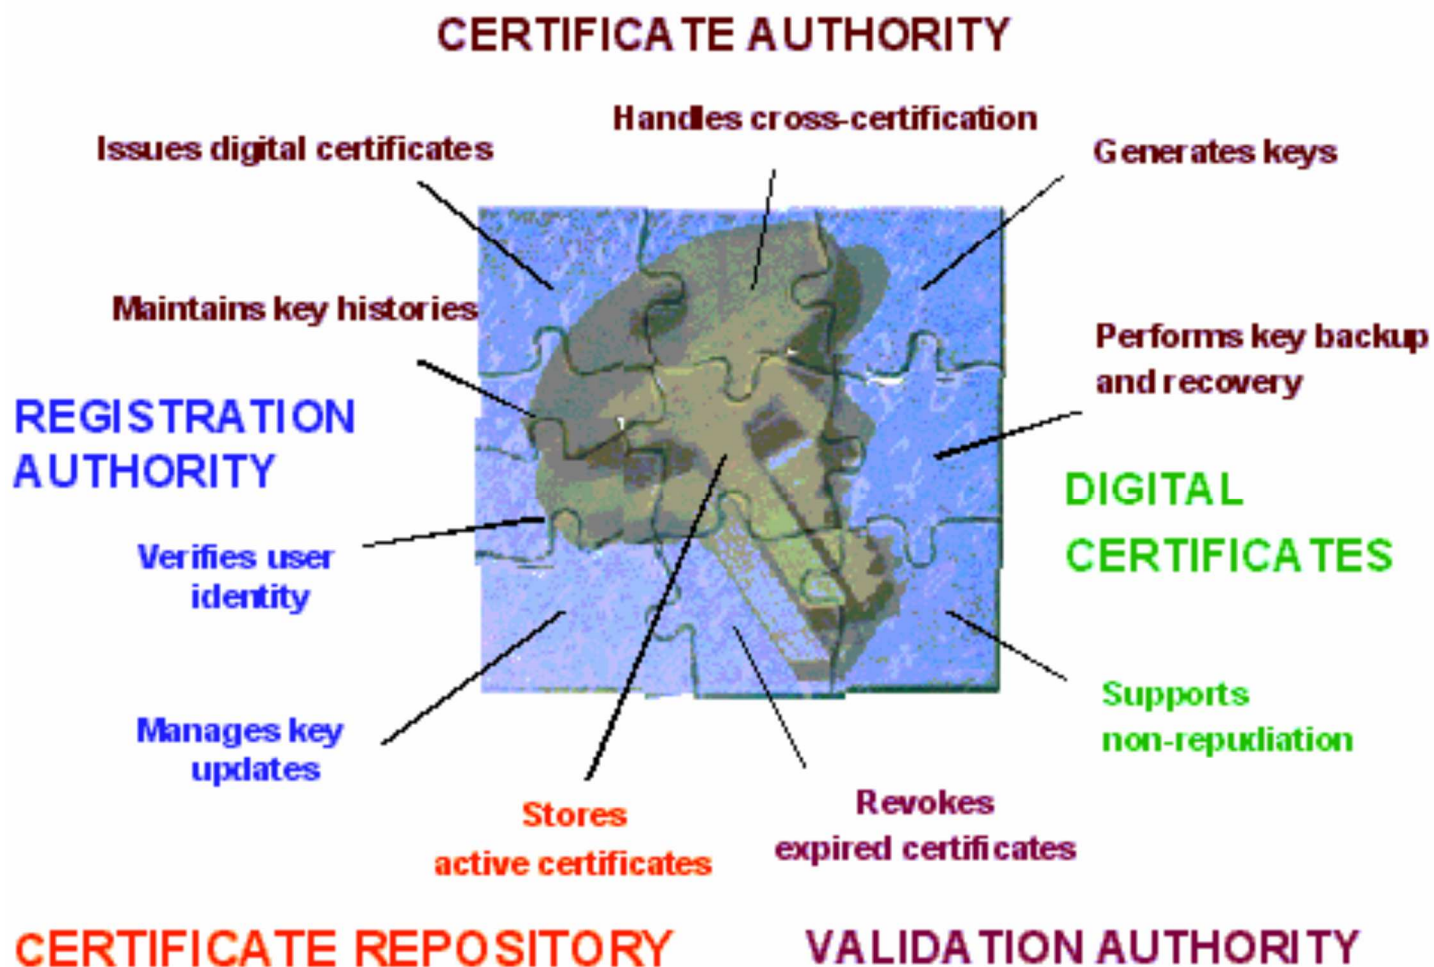 CERTIFICATE AUTHORITY
Handles cross-certification
Issues digital certificates
Generates keys
Maintains key histories
Performs key backup
and recovery
REGISTRATION
AUTHORITY
DIGITAL
CERTIFICATES
Verifies user
identity
Supports
non-repudiation
Manages key
updates
Stores
active certificates
Revokes
expired certificates
CERTIFICATE REPOSITORY
VALIDATION AUTHORITY